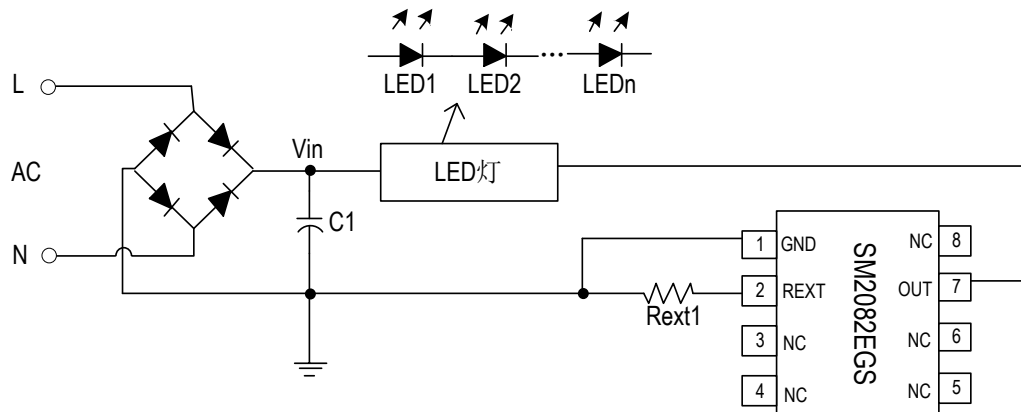 LED1
LED2
...
LEDn
L
AC
N
Vin
C1
LED灯
Rext1
SM2082EGS
1 GND
2 REXT
3 NC
4 NC
NC 8
OUT 7
NC 6
NC 5